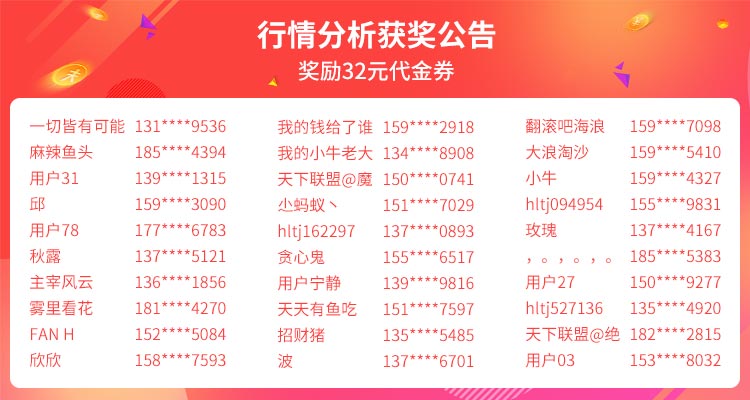 行情分析获奖公告
奖励32元代金券
一切皆有可能 131****9536 我的钱给了谁 159****2918 翻滚吧海浪 159****7098
麻辣鱼头 185****4394 我的小牛老大 134****8908 大浪淘沙 159****5410
用户31 139****1315 天下联盟@魔 150****0741 小牛 159****4327
邱 159****3090 尐蚂蚁丶 151****7029 hltj094954 155****9831
用户78 177****6783 hltj162297 137****0893 玫瑰 137****4167
秋露 137****5121 贪心鬼 155****6517 ，。，。，。 185****5383
主宰风云 136****1856 用户宁静 139****9816 用户27 150****9277
雾里看花 181****4270 天天有鱼吃 151****7597 hltj527136 135****4920
FAN H 152****5084 招财猪 135****5485 天下联盟@绝 182****2815
欣欣 158****7593 波 137****6701 用户03 153****8032